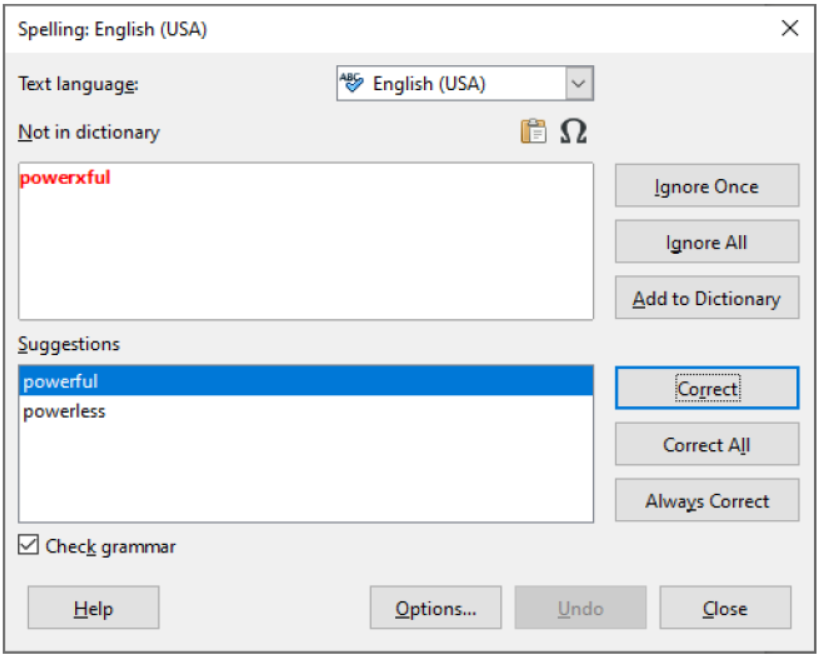 Spelling: English (USA)
Text language:
ABC
English (USA)
Not in dictionary
Ω
powerxful
Ignore Once
Ignore All
Add to Dictionary
Suggestions
powerful
powerless
Correct
Correct All
Always Correct
Check grammar
Help
Options...
Undo
Close